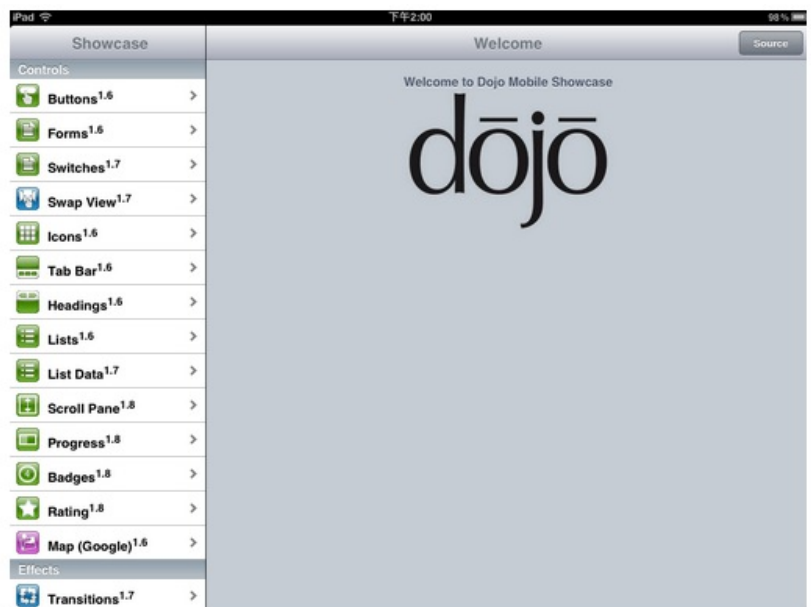 iPad 下午2:00 98%
Showcase
Welcome
Source
Controls
Buttons1.6
Forms1.6
Switches1.7
Swap View1.7
Icons1.6
Tab Bar1.6
Headings1.6
Lists1.6
List Data1.7
Scroll Pane1.8
Progress1.8
Badges1.8
Rating1.8
Map (Google)1.6
Effects
Transitions1.7
Welcome to Dojo Mobile Showcase
dōjō